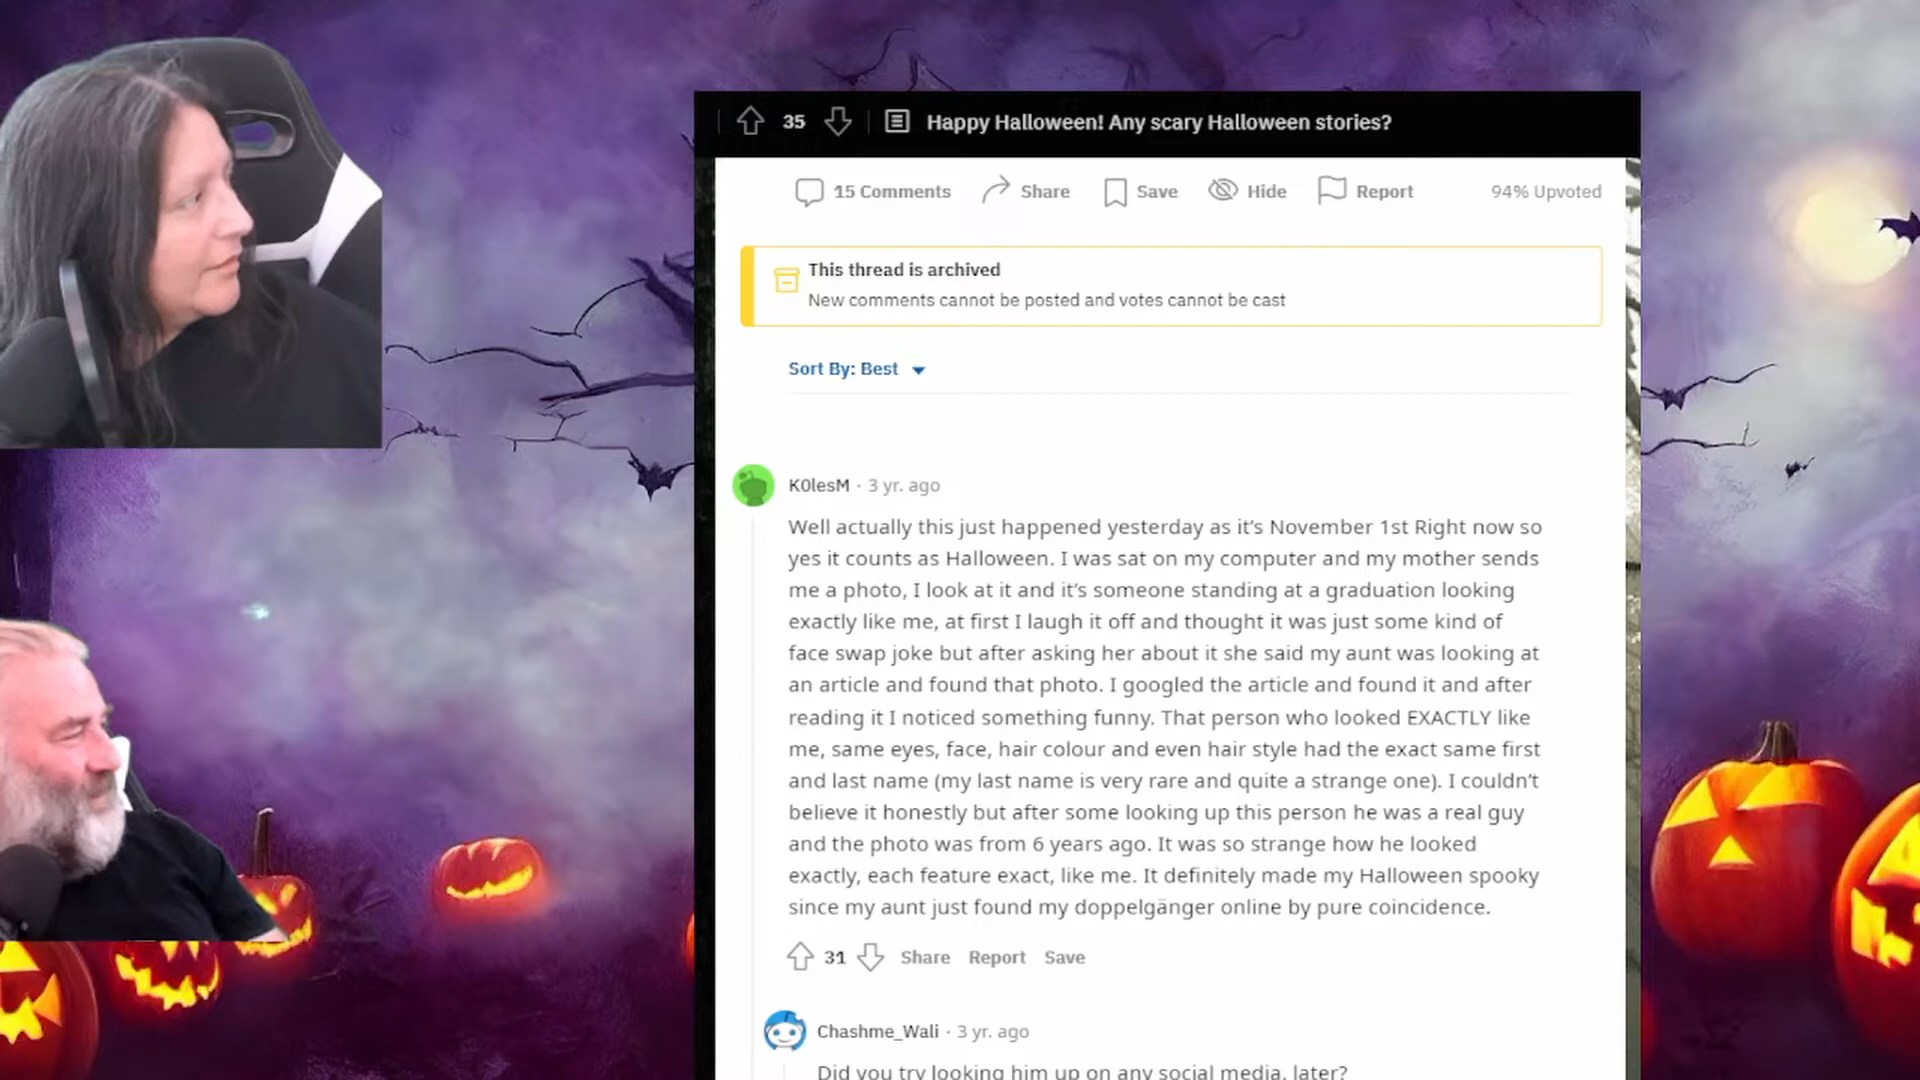 35 Happy Halloween! Any scary Halloween stories?
15 Comments Share Save Hide Report 94% Upvoted
This thread is archived
New comments cannot be posted and votes cannot be cast
Sort By: Best
K0lesM · 3 yr. ago
Well actually this just happened yesterday as it’s November 1st Right now so
yes it counts as Halloween. I was sat on my computer and my mother sends
me a photo, I look at it and it’s someone standing at a graduation looking
exactly like me, at first I laugh it off and thought it was just some kind of
face swap joke but after asking her about it she said my aunt was looking at
an article and found that photo. I googled the article and found it and after
reading it I noticed something funny. That person who looked EXACTLY like
me, same eyes, face, hair colour and even hair style had the exact same first
and last name (my last name is very rare and quite a strange one). I couldn’t
believe it honestly but after some looking up this person he was a real guy
and the photo was from 6 years ago. It was so strange how he looked
exactly, each feature exact, like me. It definitely made my Halloween spooky
since my aunt just found my doppelgänger online by pure coincidence.
31 Share Report Save
Chashme_Wali · 3 yr. ago
Did you try looking him up on any social media, later?